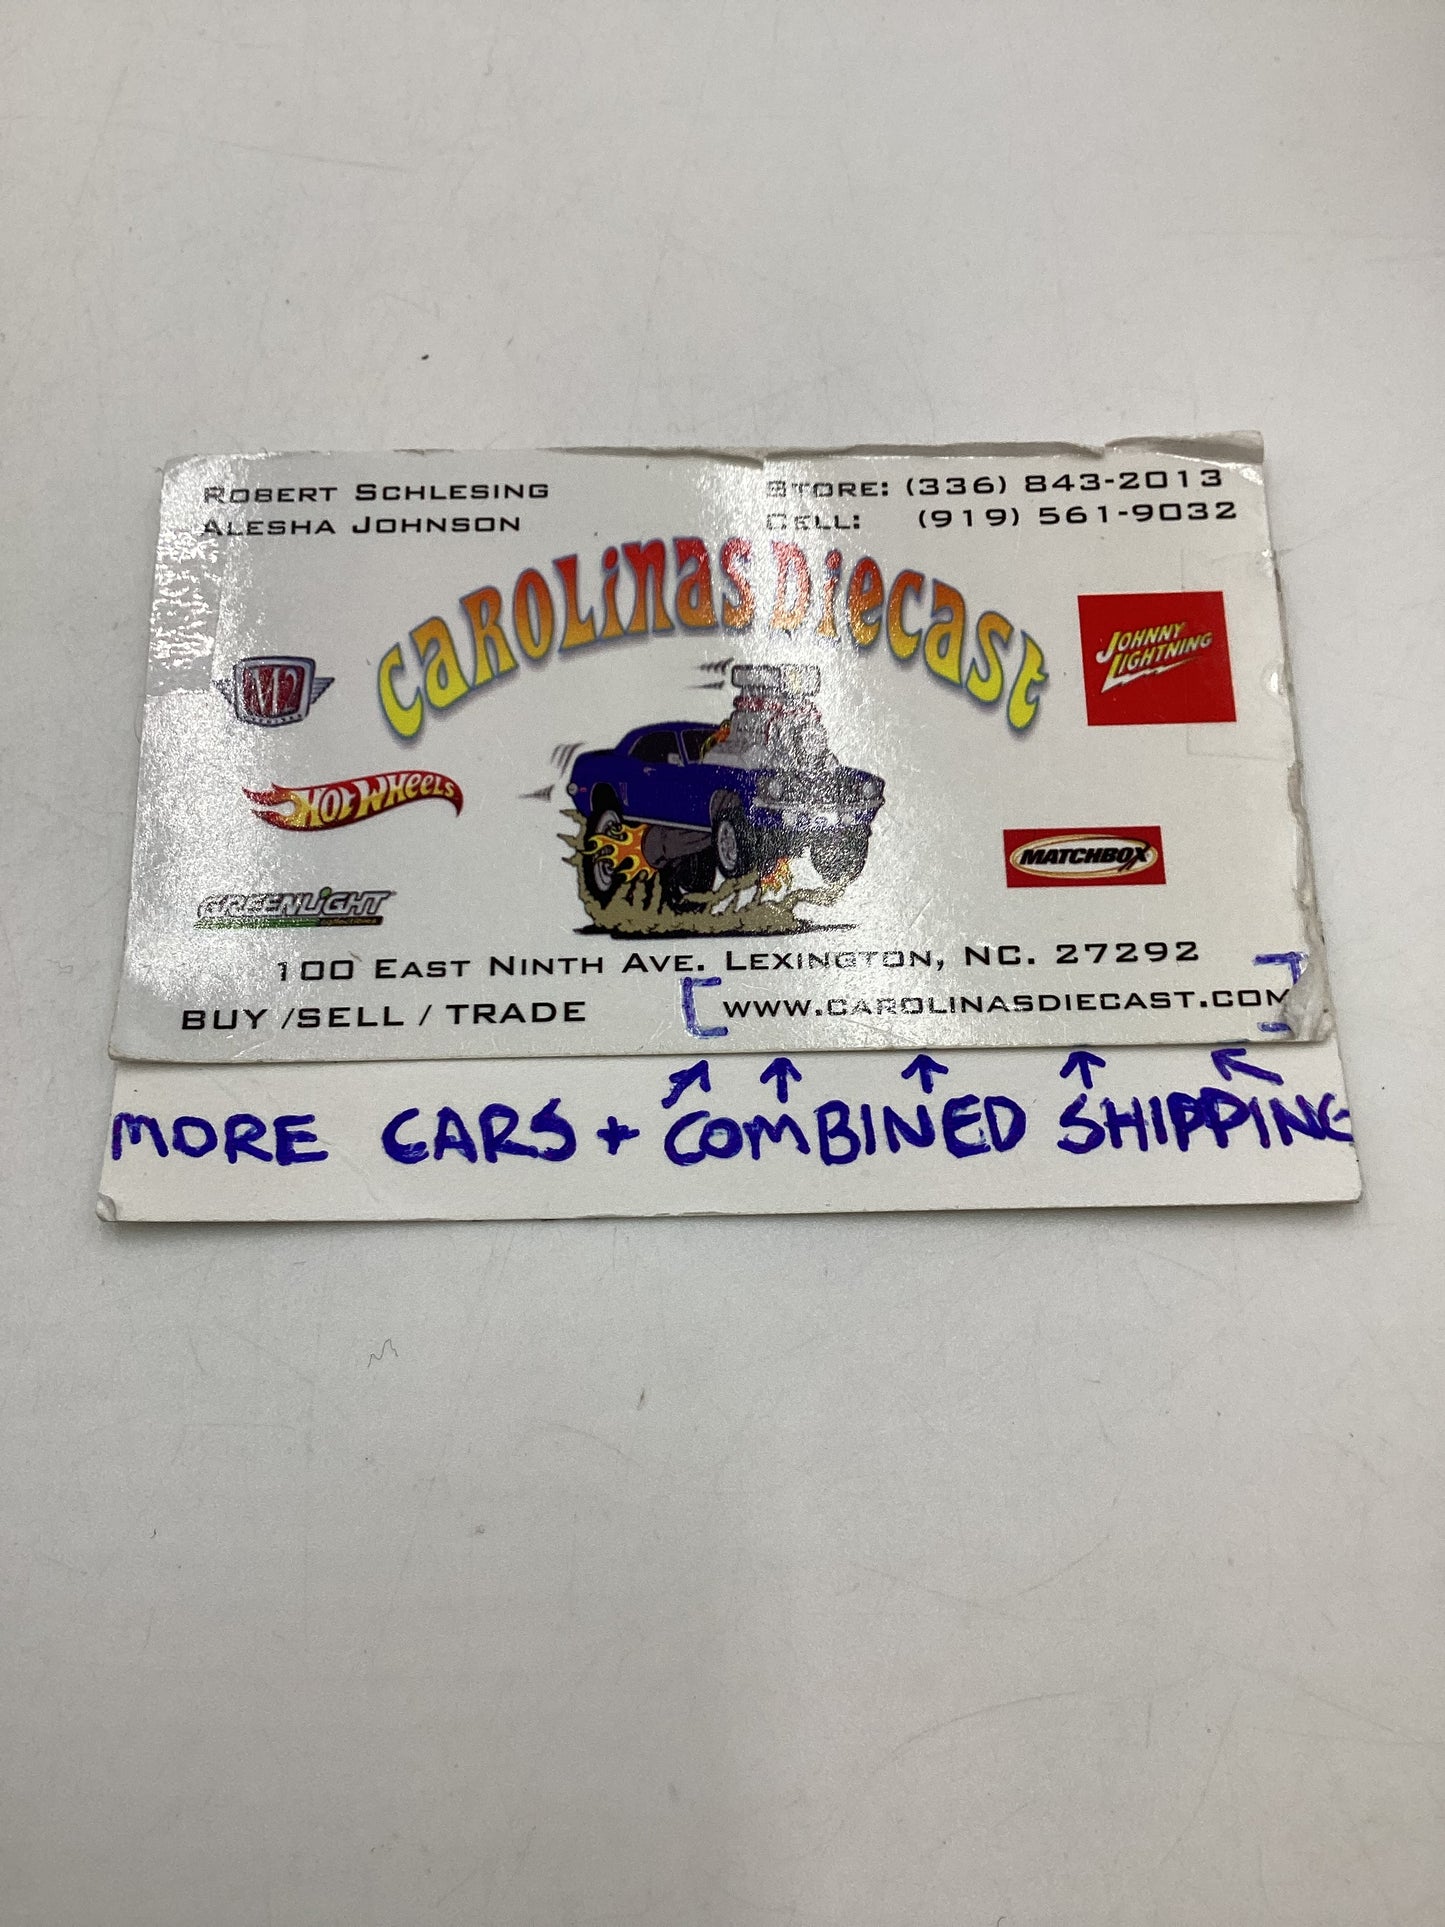 ROBERT SCHLESING
ALESHA JOHNSON
STORE: (336) 843-2013
CELL: (919) 561-9032
CAROLINAS DIECAST
M2
JOHNNY LIGHTNING
HOT WHEELS
MATCHBOX
GREENLIGHT
collectibles
100 EAST NINTH AVE. LEXINGTON, NC. 27292
BUY /SELL / TRADE [WWW.CAROLINASDIECAST.COM]
MORE CARS + COMBINED SHIPPING